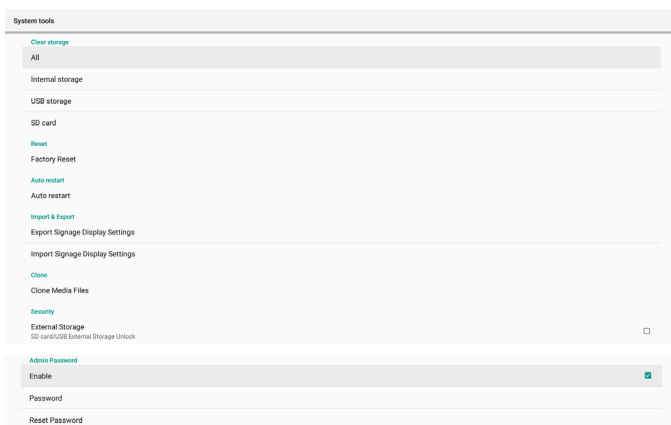 System tools
Clear storage
All
Internal storage
USB storage
SD card
Reset
Factory Reset
Auto restart
Auto restart
Import & Export
Export Signage Display Settings
Import Signage Display Settings
Clone
Clone Media Files
Security
External Storage
SD card/USB External Storage Unlock
Admin Password
Enable
Password
Reset Password